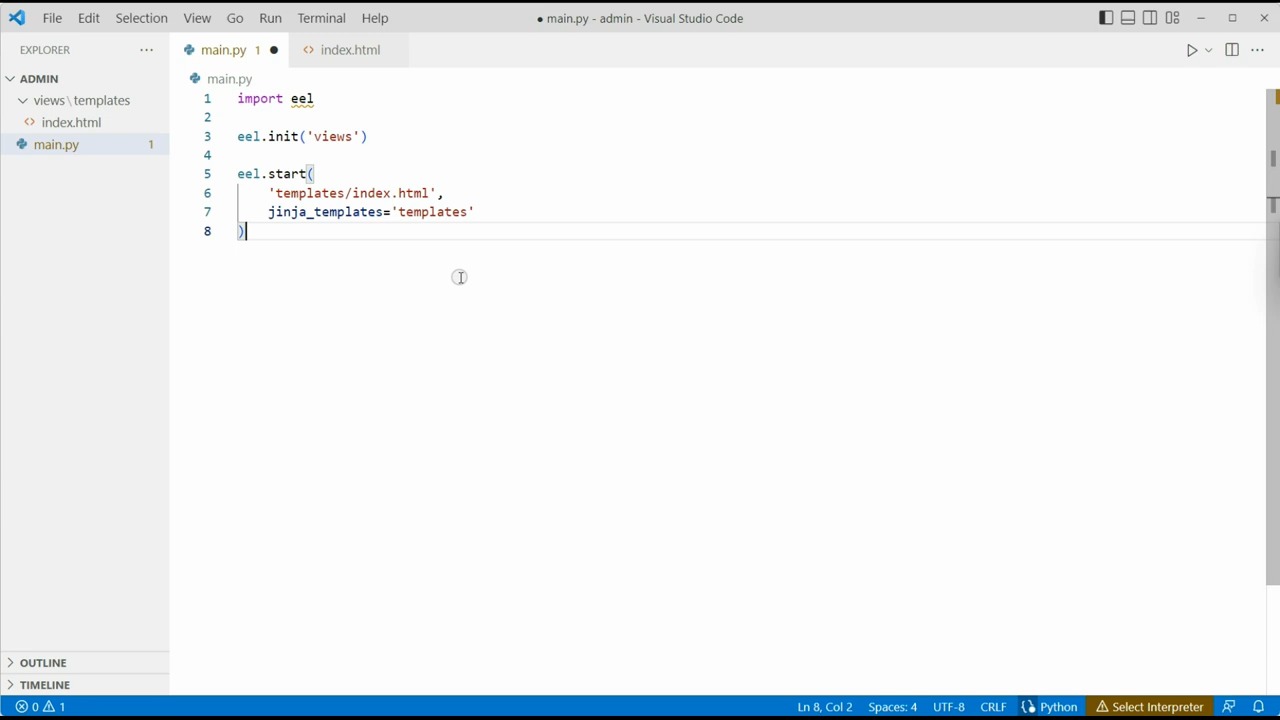 File Edit Selection View Go Run Terminal Help ● main.py - admin - Visual Studio Code
EXPLORER ···
main.py 1 ●
index.html
ADMIN
views\templates
index.html
main.py 1
main.py
1 import eel
2
3 eel.init('views')
4
5 eel.start(
6 'templates/index.html',
7 jinja_templates='templates'
8 )
OUTLINE
TIMELINE
0 1 Ln 8, Col 2 Spaces: 4 UTF-8 CRLF Python Select Interpreter